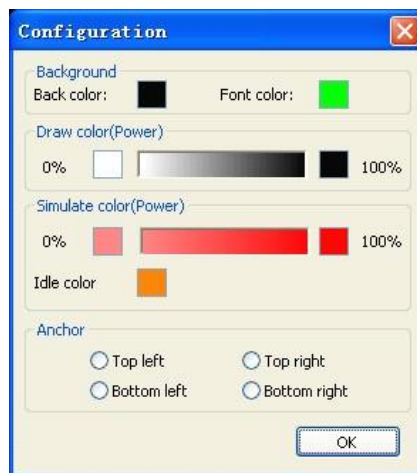 Configuration
Background
Back color: Font color:
Draw color(Power)
0% 100%
Simulate color(Power)
0% 100%
Idle color
Anchor
Top left Top right
Bottom left Bottom right
OK